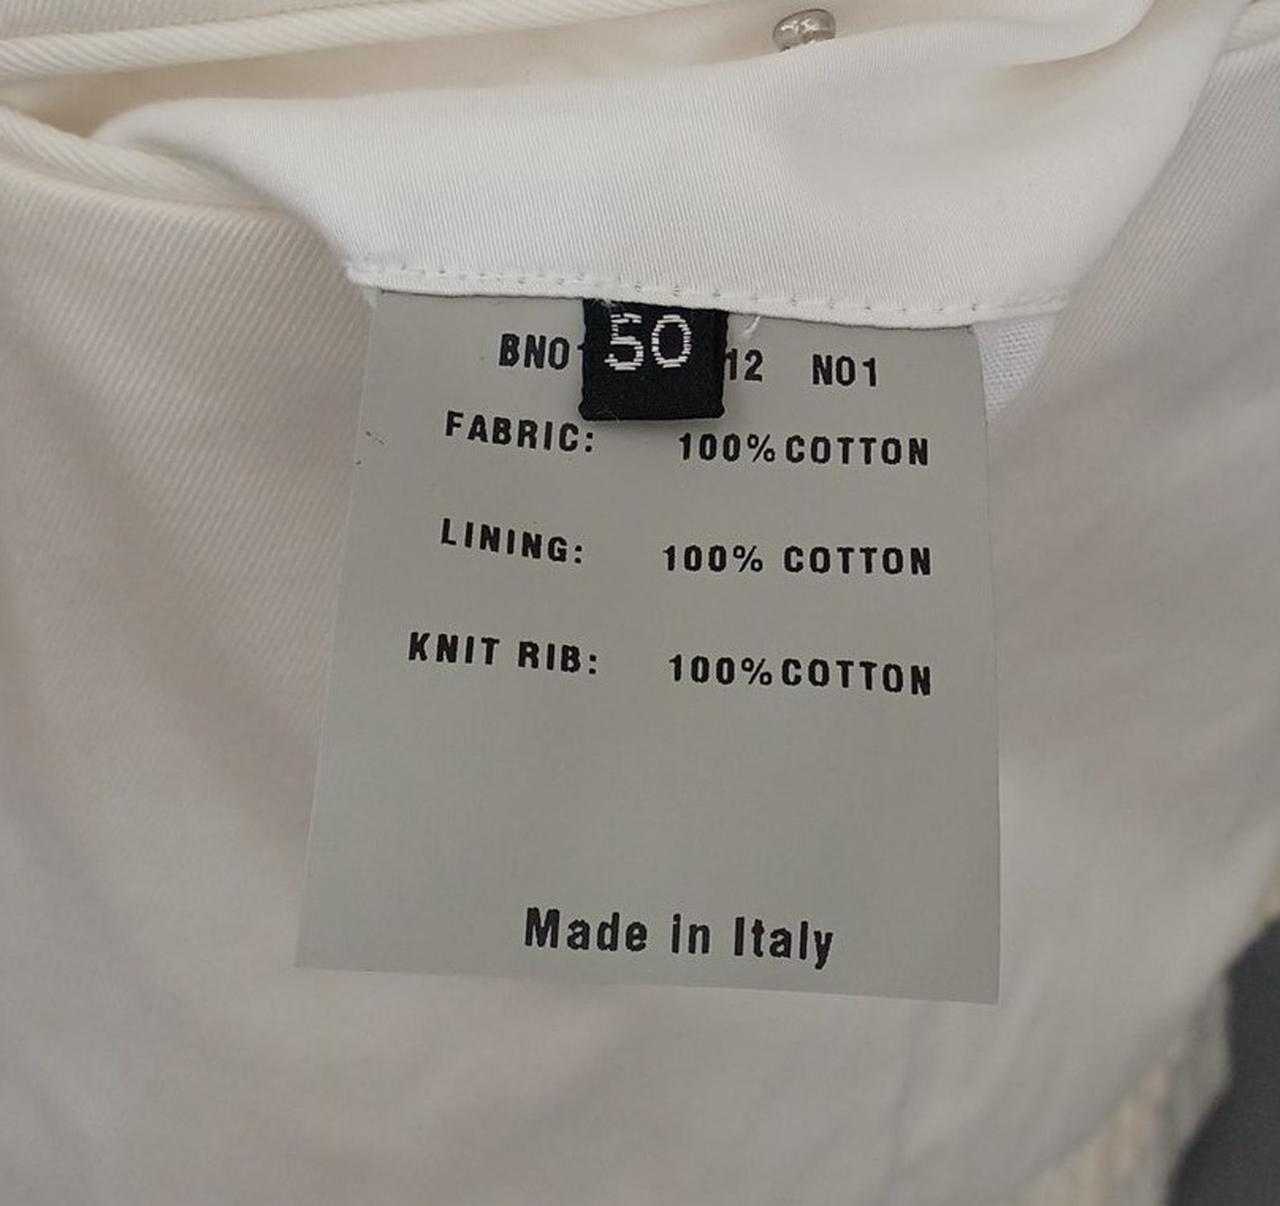 50
BNO 12 NO1
FABRIC: 100% COTTON
LINING: 100% COTTON
KNIT RIB: 100% COTTON
Made in Italy